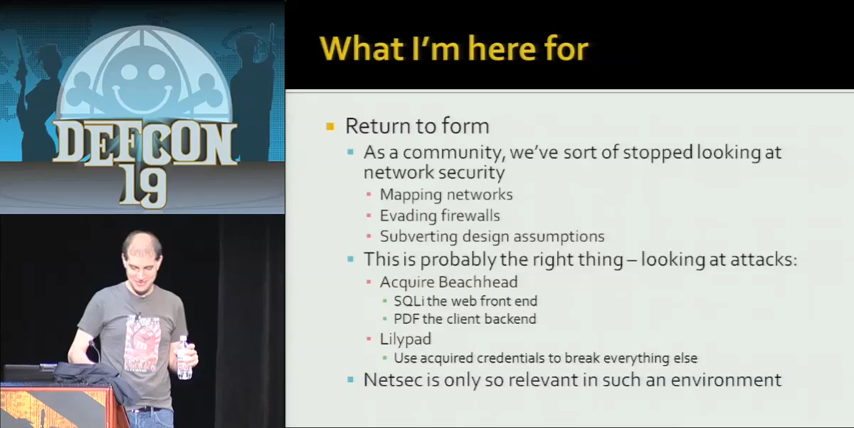 DEFCON
19
What I'm here for
Return to form
As a community, we've sort of stopped looking at
network security
Mapping networks
Evading firewalls
Subverting design assumptions
This is probably the right thing – looking at attacks:
Acquire Beachhead
SQLi the web front end
PDF the client backend
Lilypad
Use acquired credentials to break everything else
Netsec is only so relevant in such an environment